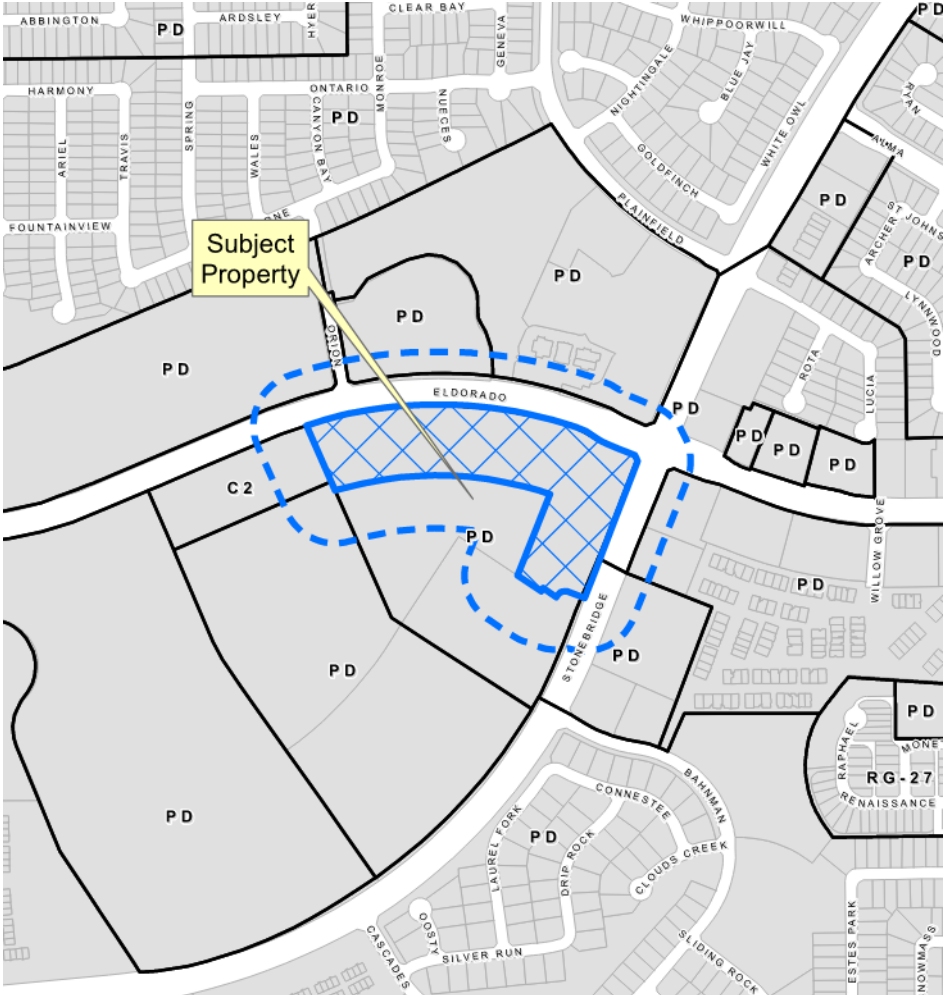 ABBINGTON
ARDSLEY
HYER
CLEAR BAY
GENEVA
WHIPPOORWILL
PD
PD
HARMONY
ONTARIO
MONROE
NUECES
NIGHTINGALE
BLUE JAY
RYAN
SPRING
CANYON BAY
PD
WHITE OWL
ALMA
ARIEL
TRAVIS
WALES
GOLDFINCH
PLAINFIELD
PD
ST JOHNS
ARCHER
FOUNTAINVIEW
Subject
Property
PD
PD
LYNNWOOD
PD
ORION
PD
ROTA
LUCIA
ELDORADO
PD
PD
PD
PD
C2
PD
WILLOW GROVE
PD
STONEBRIDGE
PD
PD
PD
RAPHAEL
MONET
RG-27
RENAISSANCE
BAHNMAN
CONNESTEE
LAUREL FORK
PD
DRIP ROCK
CLOUDS CREEK
PD
OOSTY
CASCADES
SILVER RUN
SLIDING ROCK
ESTES PARK
NOWMASS